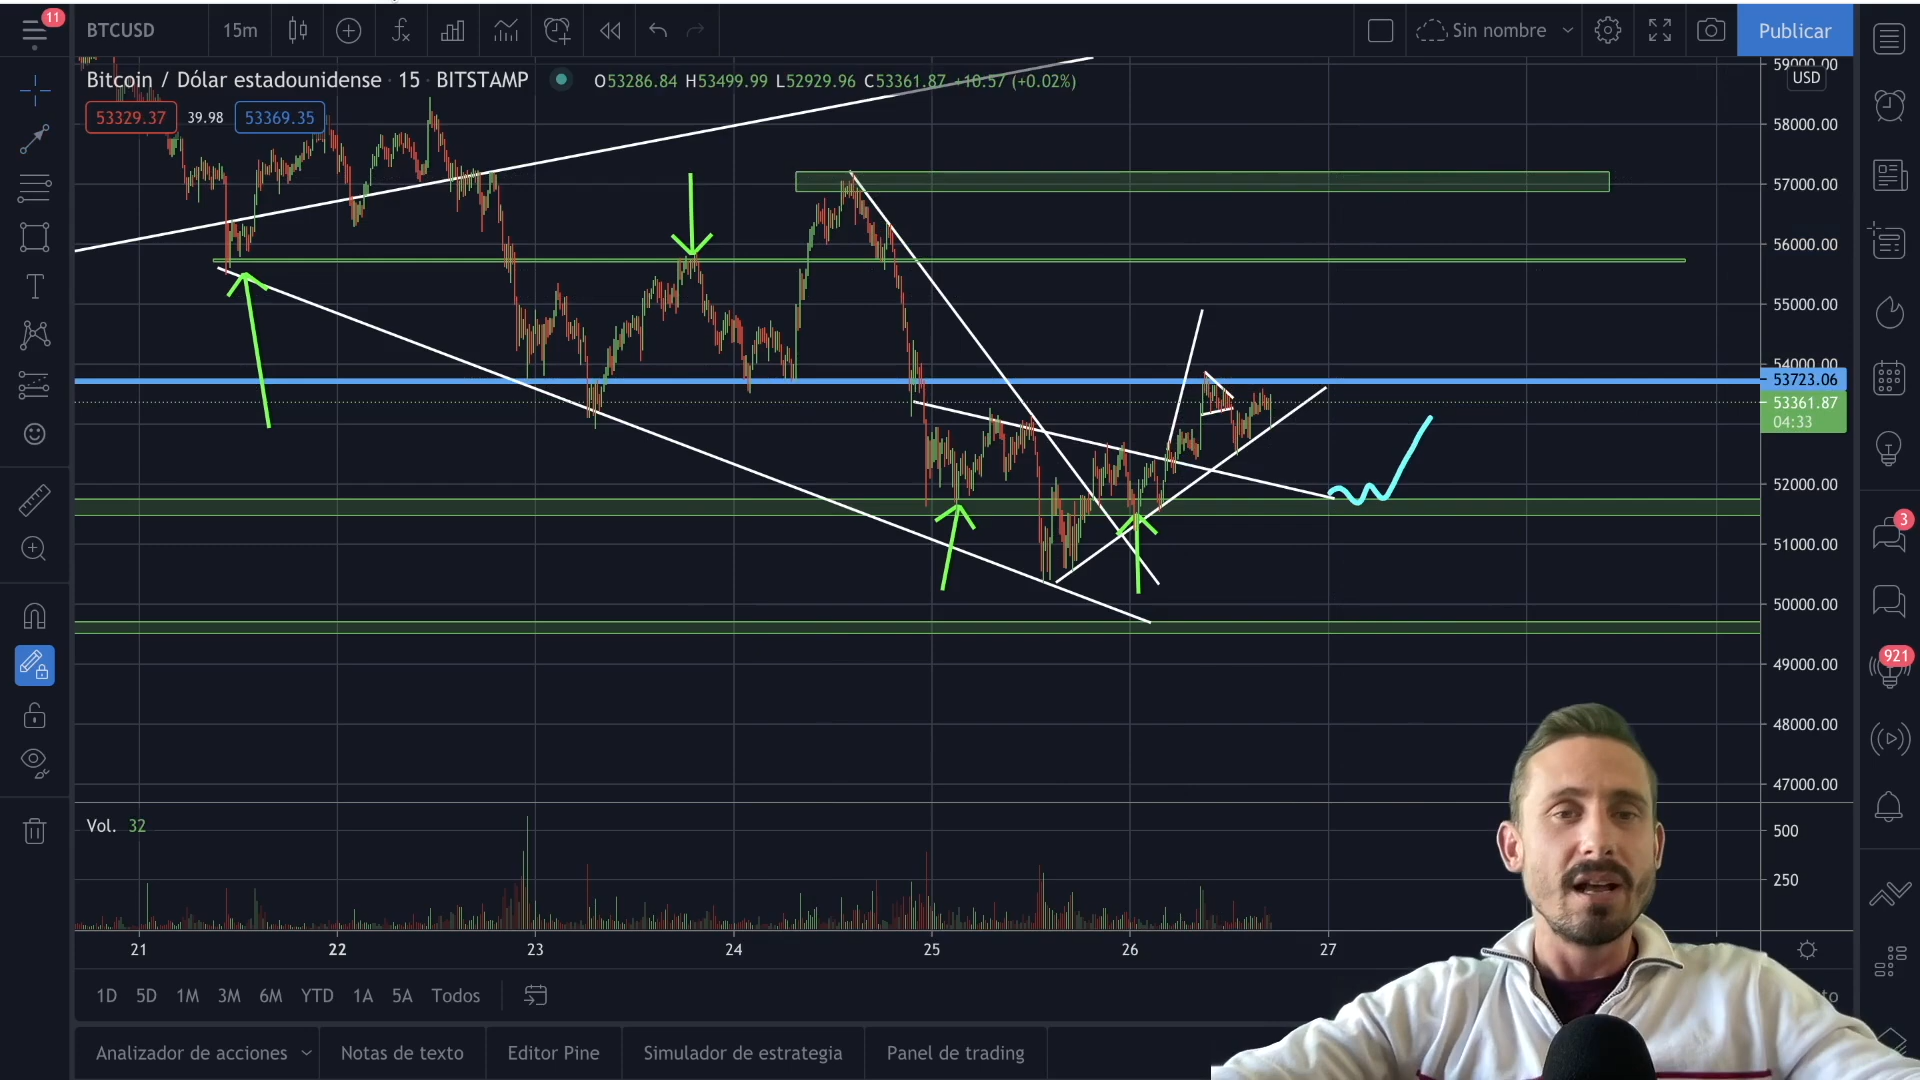 11
BTCUSD
15m
Sin nombre
Publicar
Bitcoin / Dólar estadounidense · 15 · BITSTAMP
O53286.84 H53499.99 L52929.96 C53361.87 +10.57 (+0.02%)
53329.37 39.98 53369.35
59000.00
USD
58000.00
57000.00
56000.00
55000.00
54000.00
53723.06
53361.87
04:33
52000.00
51000.00
50000.00
49000.00
48000.00
47000.00
3
921
Vol. 32
500
250
21 22 23 24 25 26 27
1D 5D 1M 3M 6M YTD 1A 5A Todos
Analizador de acciones
Notas de texto
Editor Pine
Simulador de estrategia
Panel de trading